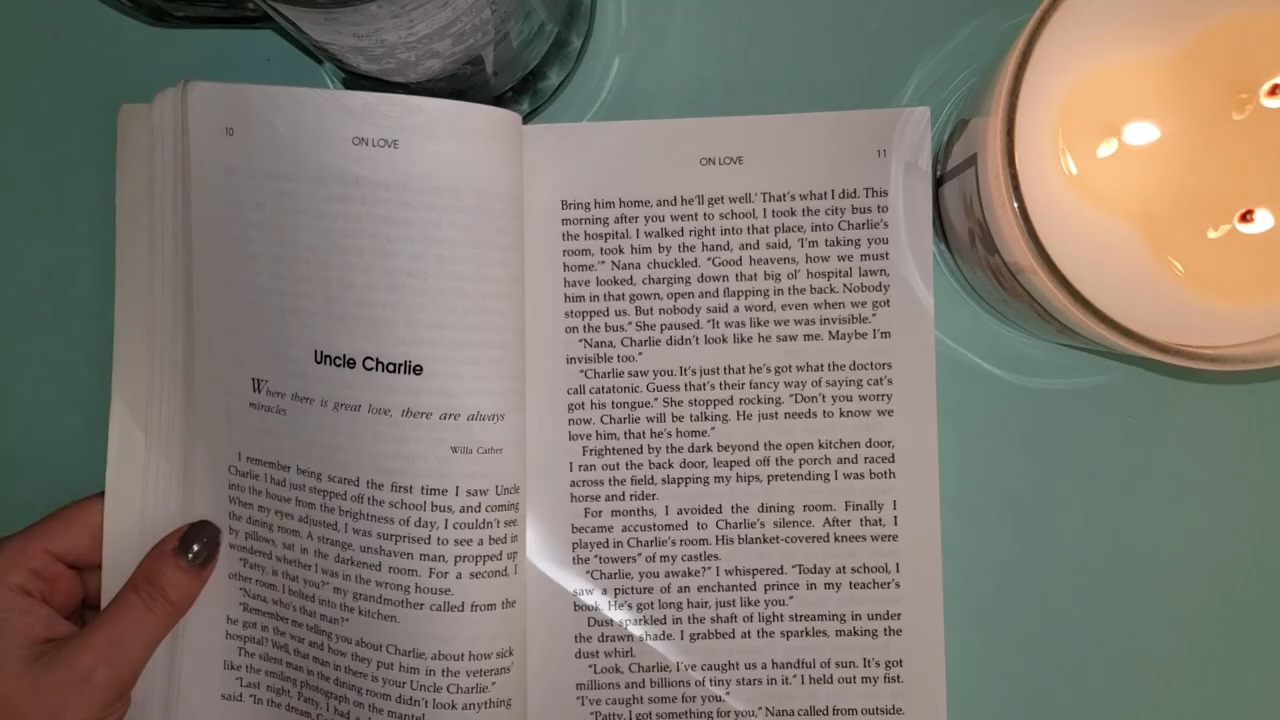 10
ON LOVE
Uncle Charlie
Where there is great love, there are always
miracles.
Willa Cather
I remember being scared the first time I saw Uncle
Charlie. I had just stepped off the school bus, and coming
into the house from the brightness of day, I couldn't see.
When my eyes adjusted, I was surprised to see a bed in
the dining room. A strange, unshaven man, propped up
by pillows, sat in the darkened room. For a second, I
wondered whether I was in the wrong house.
"Patty, is that you?" my grandmother called from the
other room. I bolted into the kitchen.
"Nana, who's that man?"
"Remember me telling you about Charlie, about how sick
he got in the war and how they put him in the veterans'
hospital? Well, that man in there is your Uncle Charlie."
The silent man in the dining room didn't look anything
like the smiling photograph on the mantel.
"Last night, Patty, I had a
said. "In the dream,
ON LOVE
11
Bring him home, and he'll get well.' That's what I did. This
morning after you went to school, I took the city bus to
the hospital. I walked right into that place, into Charlie's
room, took him by the hand, and said, 'I'm taking you
home.'" Nana chuckled. "Good heavens, how we must
have looked, charging down that big ol' hospital lawn,
him in that gown, open and flapping in the back. Nobody
stopped us. But nobody said a word, even when we got
on the bus." She paused. "It was like we was invisible."
"Nana, Charlie didn't look like he saw me. Maybe I'm
invisible too."
"Charlie saw you. It's just that he's got what the doctors
call catatonic. Guess that's their fancy way of saying cat's
got his tongue." She stopped rocking. "Don't you worry
now. Charlie will be talking. He just needs to know we
love him, that he's home."
Frightened by the dark beyond the open kitchen door,
I ran out the back door, leaped off the porch and raced
across the field, slapping my hips, pretending I was both
horse and rider.
For months, I avoided the dining room. Finally I
became accustomed to Charlie's silence. After that, I
played in Charlie's room. His blanket-covered knees were
the "towers" of my castles.
"Charlie, you awake?" I whispered. "Today at school, I
saw a picture of an enchanted prince in my teacher's
book. He's got long hair, just like you."
Dust sparkled in the shaft of light streaming in under
the drawn shade. I grabbed at the sparkles, making the
dust whirl.
"Look, Charlie, I've caught us a handful of sun. It's got
millions and billions of tiny stars in it." I held out my fist.
"I've caught some for you."
"Patty, I got something for you," Nana called from outside.